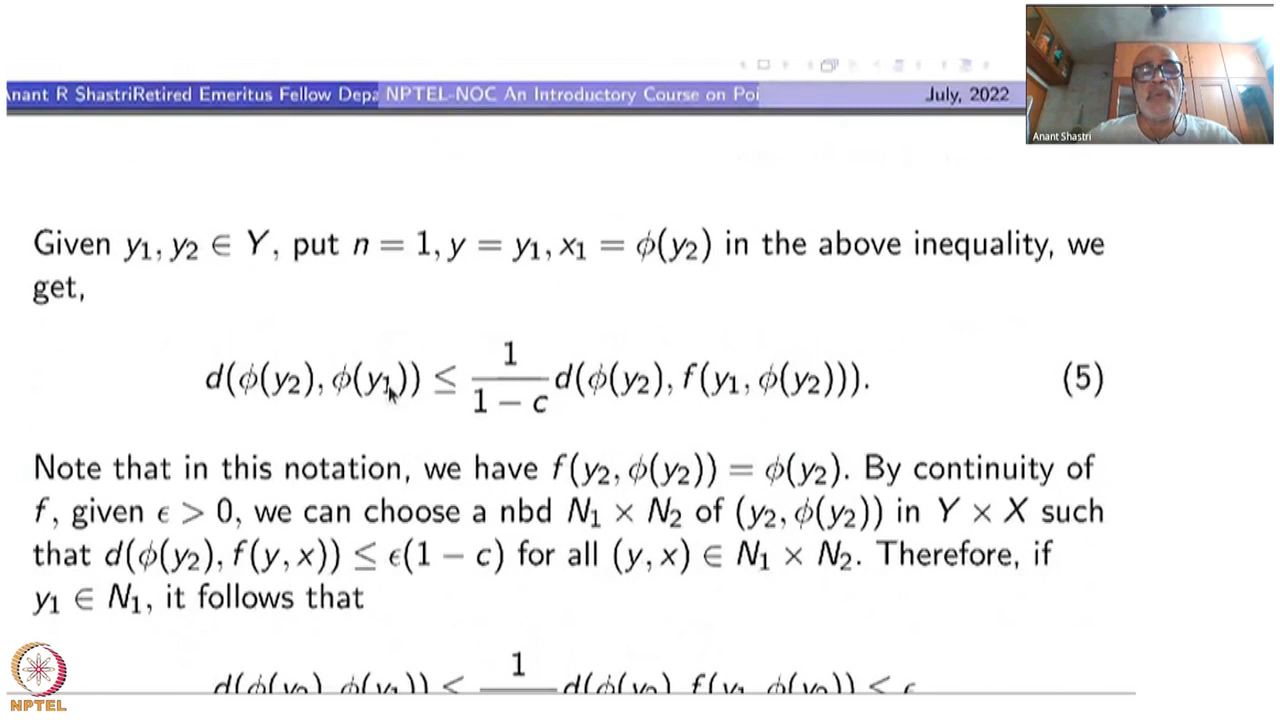 Anant R ShastriRetired Emeritus Fellow Depa NPTEL-NOC An Introductory Course on Poi July, 2022
Anant Shastri
Given y₁, y₂ ∈ Y, put n = 1, y = y₁, x₁ = ϕ(y₂) in the above inequality, we
get,
d(ϕ(y₂), ϕ(y₁)) ≤ \frac{1}{1 − c} d(ϕ(y₂), f(y₁, ϕ(y₂))). (5)
Note that in this notation, we have f(y₂, ϕ(y₂)) = ϕ(y₂). By continuity of
f, given ϵ > 0, we can choose a nbd N₁ × N₂ of (y₂, ϕ(y₂)) in Y × X such
that d(ϕ(y₂), f(y, x)) ≤ ϵ(1 − c) for all (y, x) ∈ N₁ × N₂. Therefore, if
y₁ ∈ N₁, it follows that
NPTEL